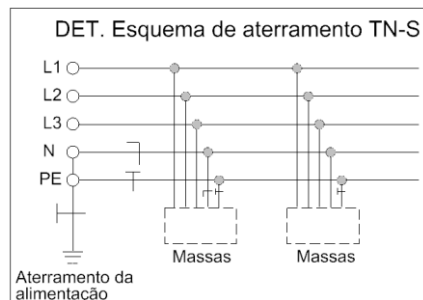 DET. Esquema de aterramento TN-S
L1
L2
L3
N
PE
Massas
Massas
Aterramento da
alimentação